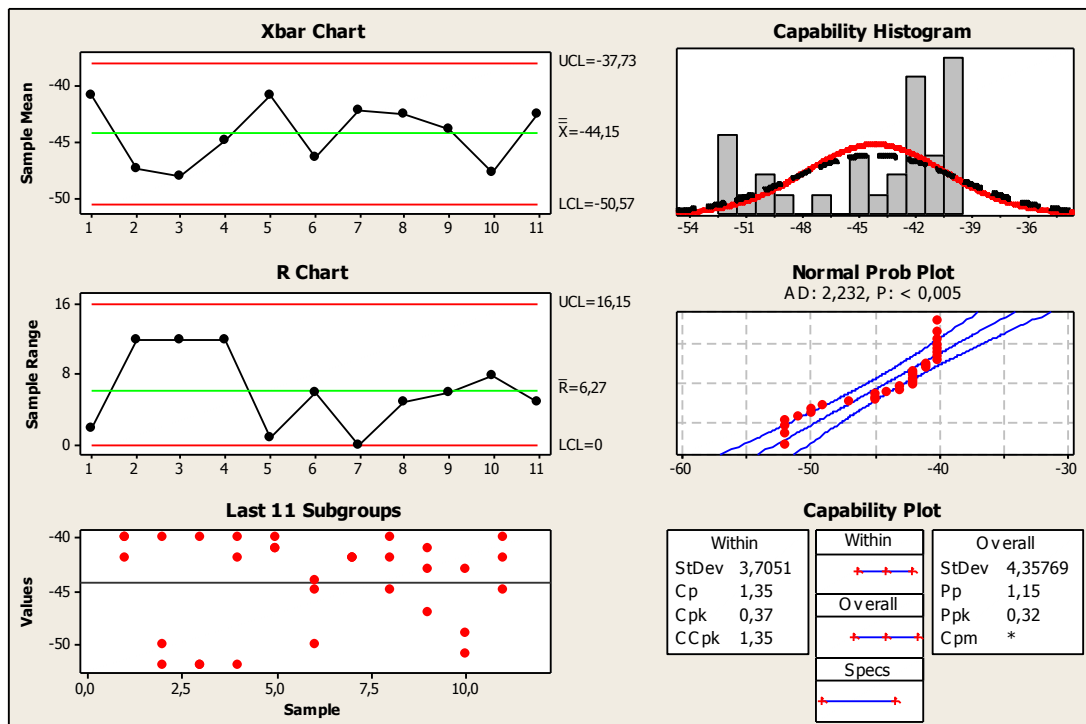 Xbar Chart
Sample Mean
-40
-45
-50
1 2 3 4 5 6 7 8 9 10 11
UCL=-37,73
X=-44,15
LCL=-50,57
Capability Histogram
-54 -51 -48 -45 -42 -39 -36
R Chart
Sample Range
16
8
0
1 2 3 4 5 6 7 8 9 10 11
UCL=16,15
R=6,27
LCL=0
Normal Prob Plot
AD: 2,232, P: < 0,005
-60 -50 -40 -30
Last 11 Subgroups
Values
-40
-45
-50
0,0 2,5 5,0 7,5 10,0
Sample
Capability Plot
Within
StDev 3,7051
Cp 1,35
Cpk 0,37
CCpk 1,35
Within
Overall
Specs
Overall
StDev 4,35769
Pp 1,15
Ppk 0,32
Cpm *